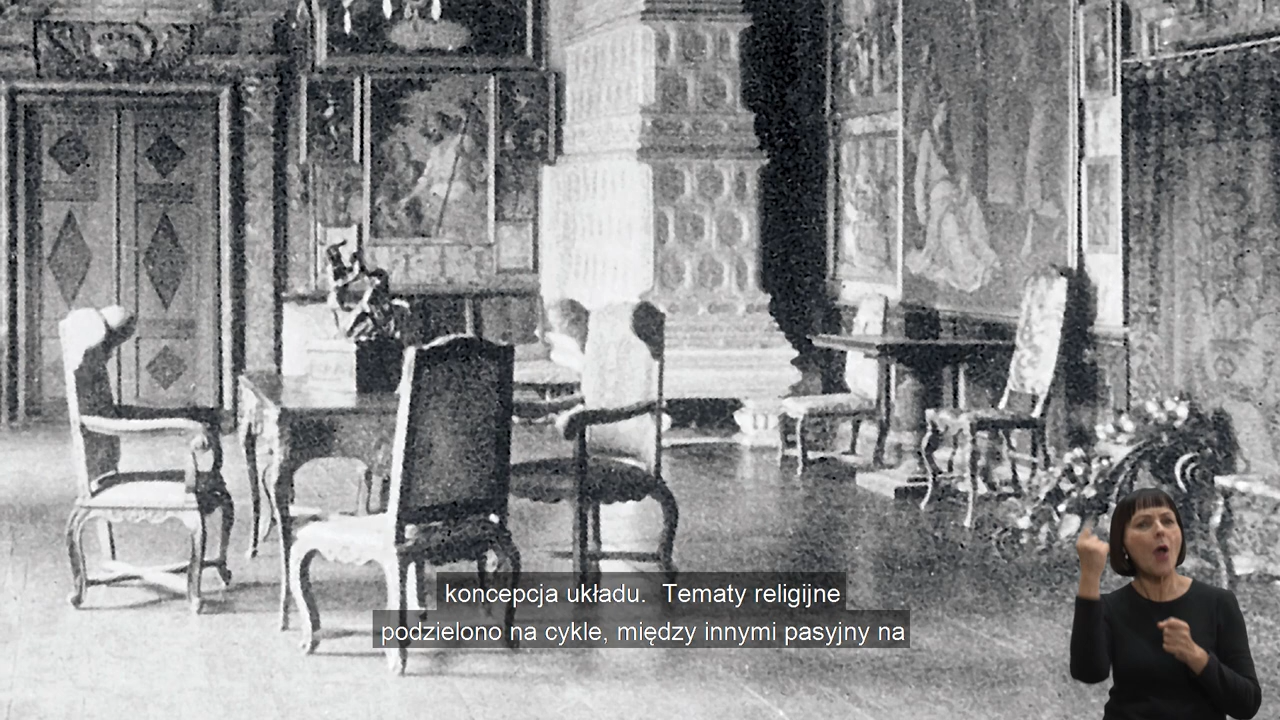 koncepcja układu.  Tematy religijne
podzielono na cykle, między innymi pasyjny na